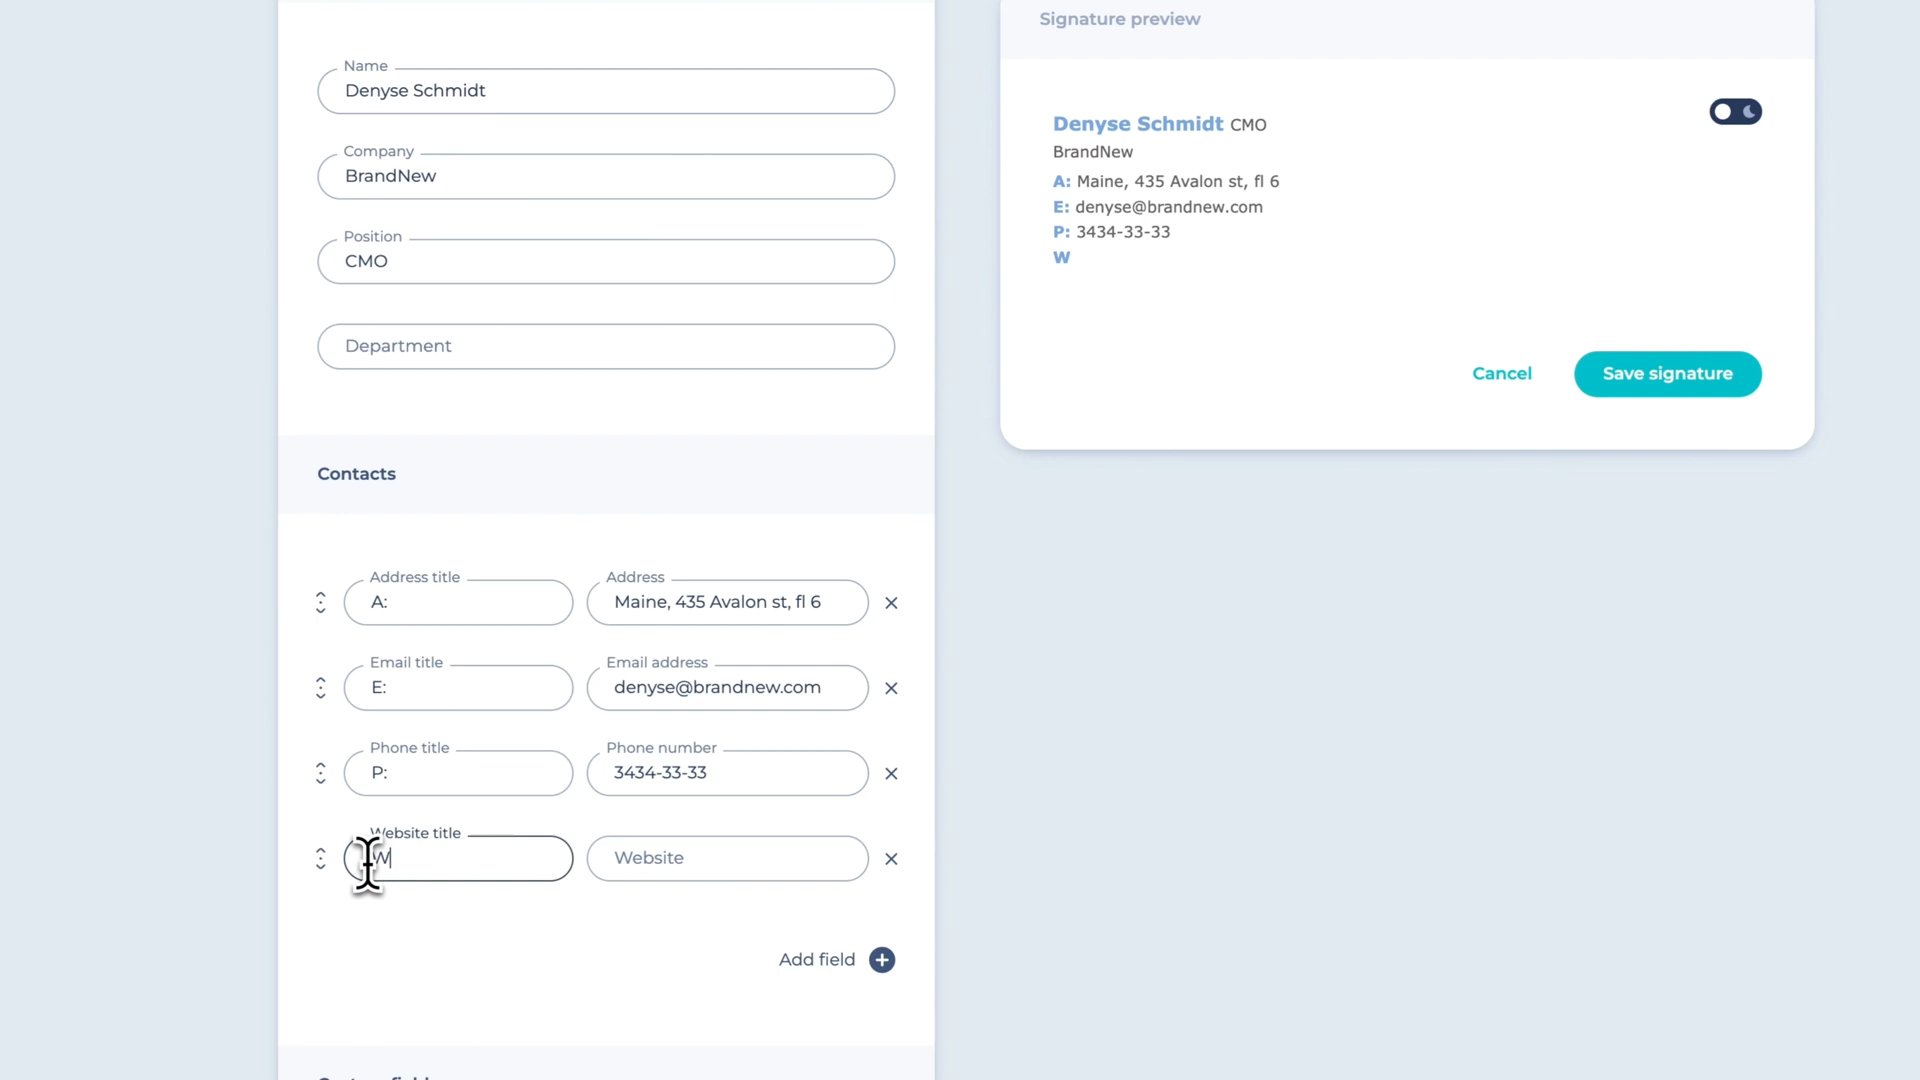 Name
Denyse Schmidt
Company
BrandNew
Position
CMO
Department
Contacts
Address title
A:
Address
Maine, 435 Avalon st, fl 6
Email title
E:
Email address
denyse@brandnew.com
Phone title
P:
Phone number
3434-33-33
Website title
W
Website
Add field
Signature preview
Denyse Schmidt CMO
BrandNew
A: Maine, 435 Avalon st, fl 6
E: denyse@brandnew.com
P: 3434-33-33
W
Cancel
Save signature